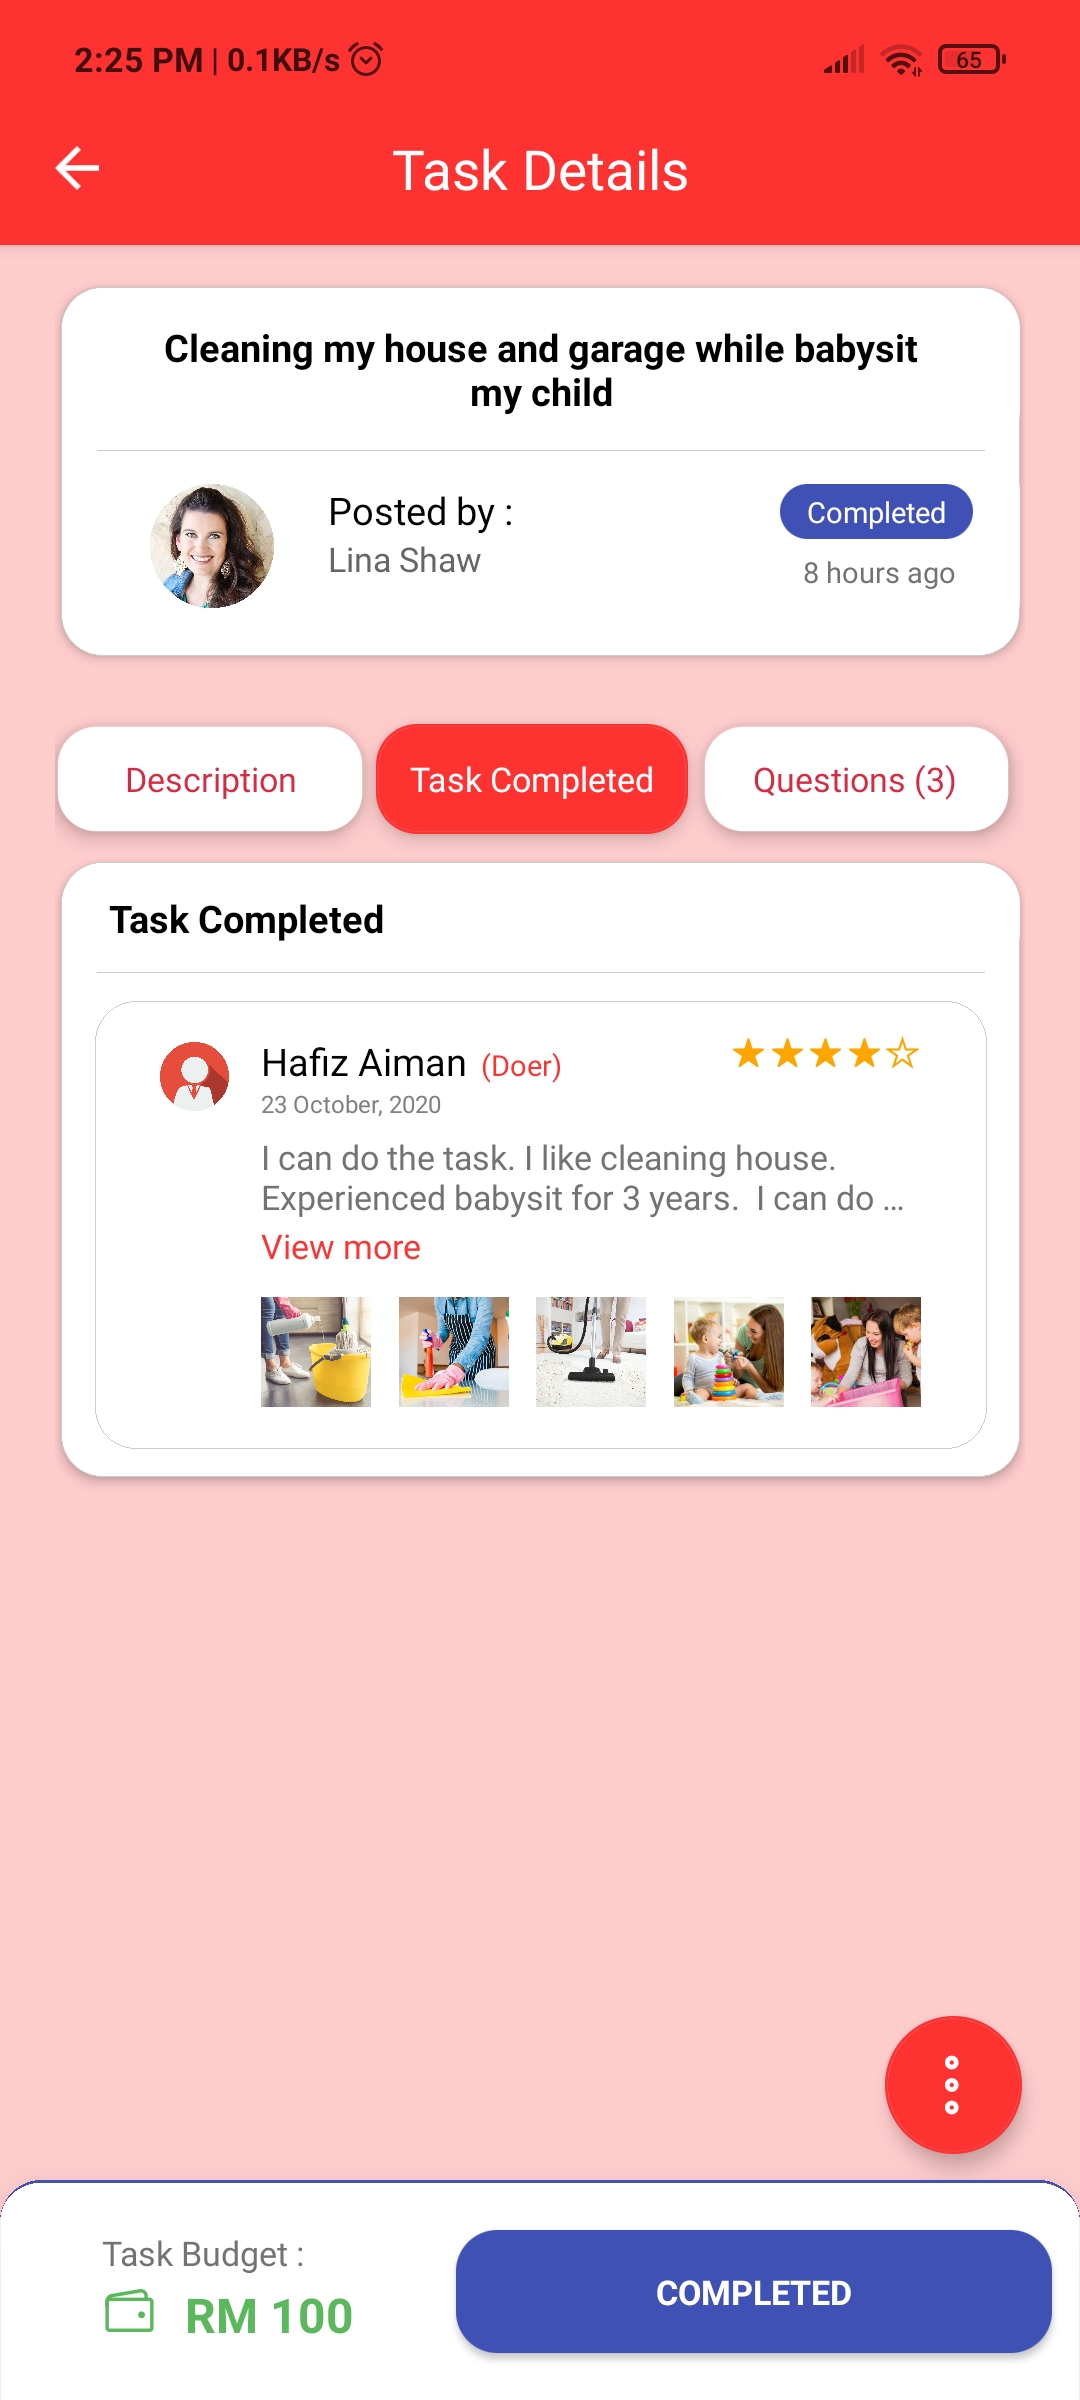 2:25 PM | 0.1KB/s
65
Task Details
Cleaning my house and garage while babysit
my child
Posted by :
Lina Shaw
Completed
8 hours ago
Description
Task Completed
Questions (3)
Task Completed
Hafiz Aiman (Doer)
23 October, 2020
I can do the task. I like cleaning house.
Experienced babysit for 3 years.  I can do ...
View more
Task Budget :
RM 100
COMPLETED